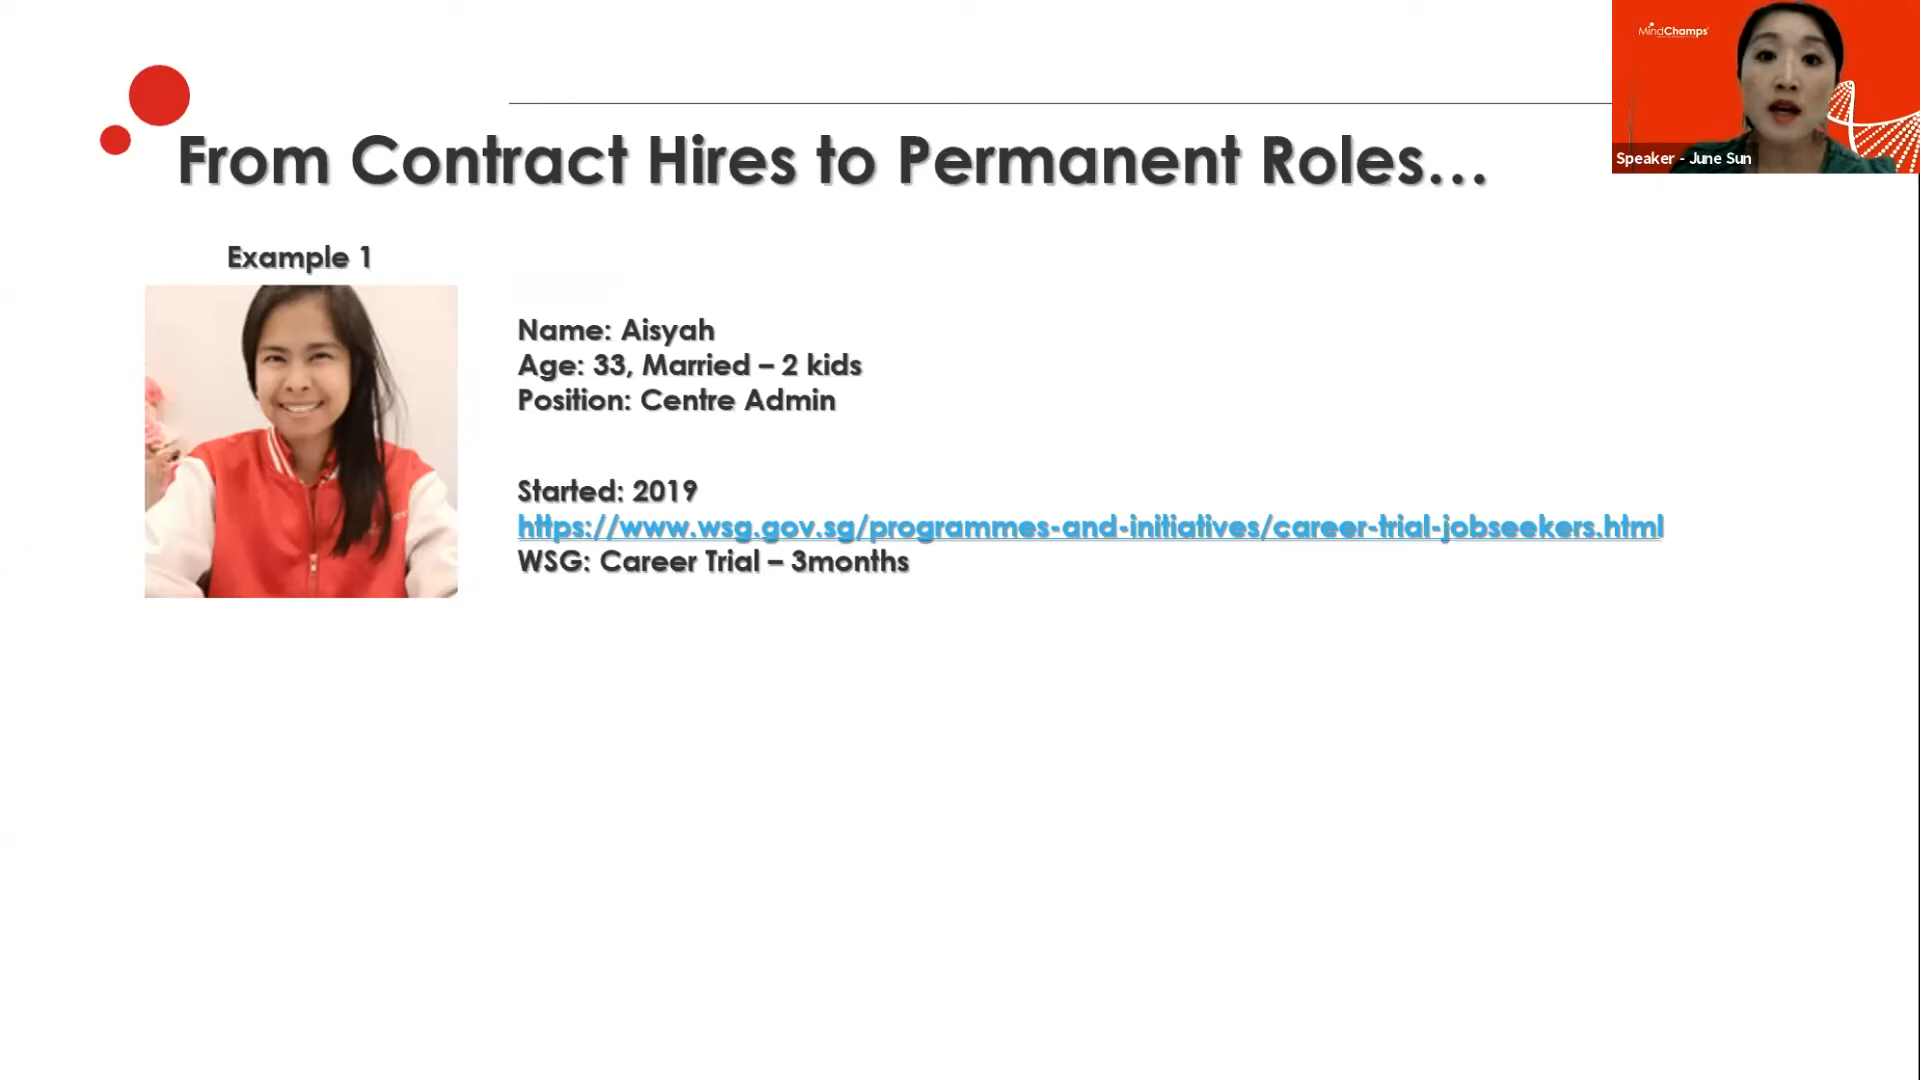 MindChamps
Speaker - June Sun
From Contract Hires to Permanent Roles…
Example 1
Name: Aisyah
Age: 33, Married – 2 kids
Position: Centre Admin
Started: 2019
https://www.wsg.gov.sg/programmes-and-initiatives/career-trial-jobseekers.html
WSG: Career Trial – 3months